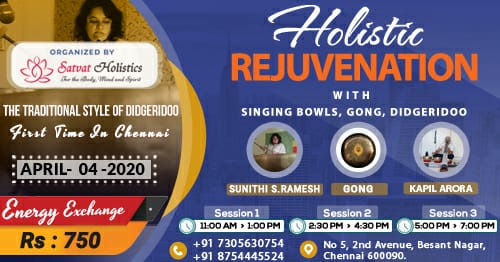 ORGANIZED BY
Satvat Holistics
For the Body, Mind and Spirit
THE TRADITIONAL STYLE OF DIDGERIDOO
First Time In Chennai
APRIL- 04 -2020
Energy Exchange
Rs : 750
Holistic
REJUVENATION
WITH
SINGING BOWLS, GONG, DIDGERIDOO
SUNITHI S.RAMESH
GONG
KAPIL ARORA
Session 1
11:00 AM > 1:00 PM
Session 2
2:30 PM > 4:30 PM
Session 3
5:00 PM > 7:00 PM
+91 7305630754
+91 8754445524
No 5, 2nd Avenue, Besant Nagar,
Chennai 600090.